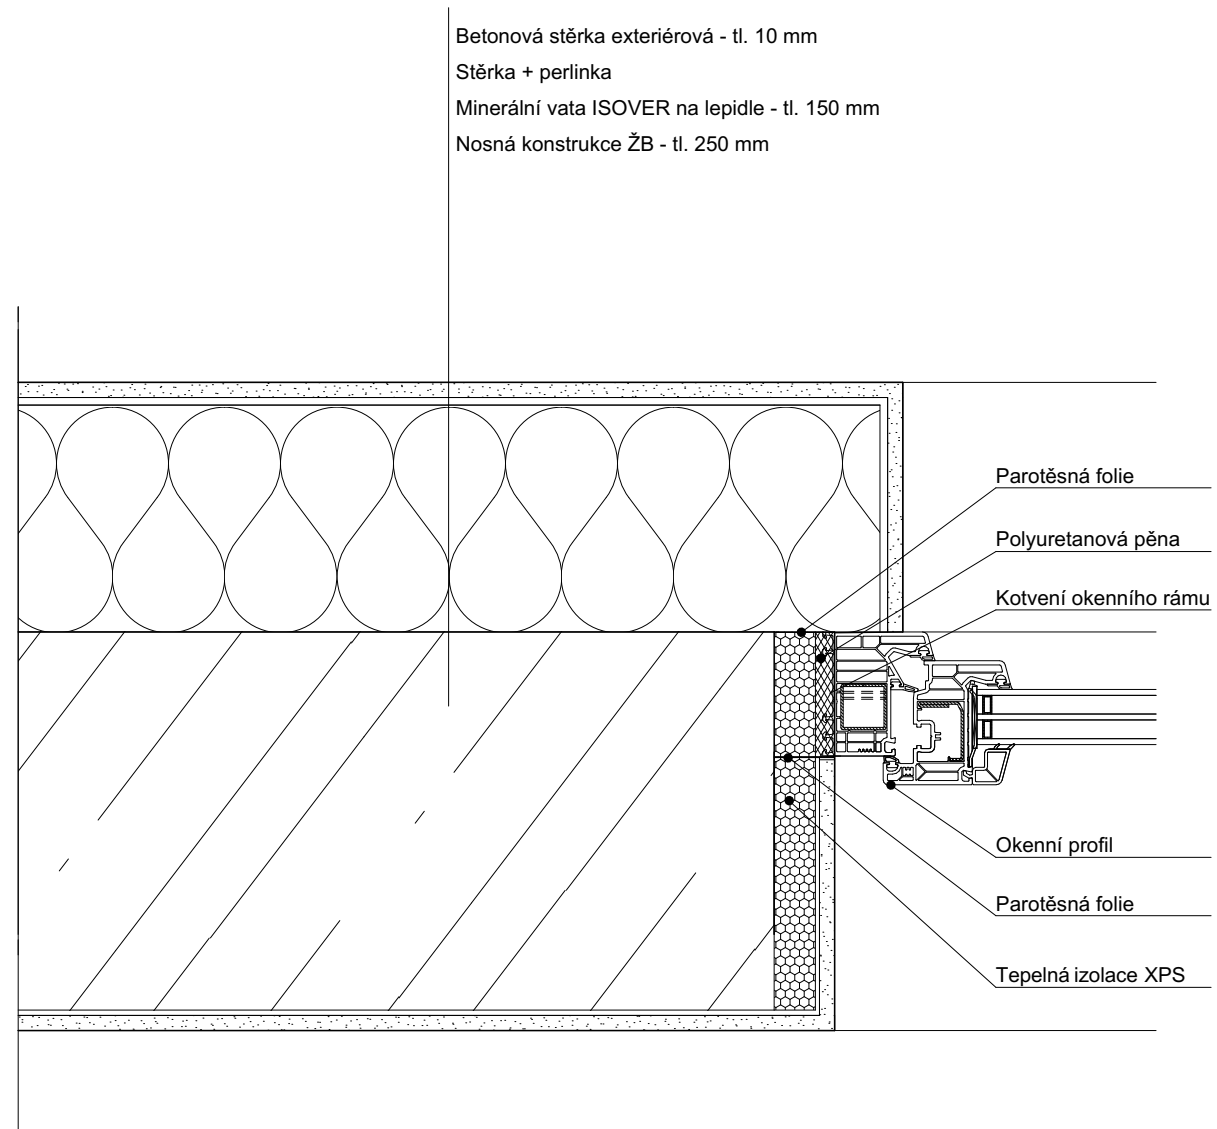 Betonová stěrka exteriérová - tl. 10 mm
Stěrka + perlinka
Minerální vata ISOVER na lepidle - tl. 150 mm
Nosná konstrukce ŽB - tl. 250 mm
Parotěsná folie
Polyuretanová pěna
Kotvení okenního rámu
Okenní profil
Parotěsná folie
Tepelná izolace XPS